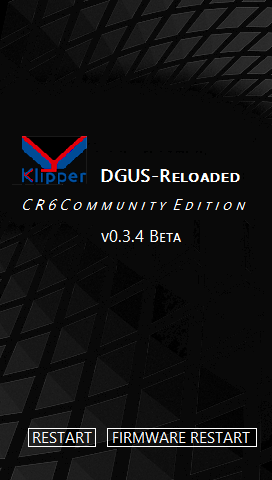 Klipper DGUS-Reloaded
CR6Community Edition
v0.3.4 Beta
RESTART FIRMWARE RESTART